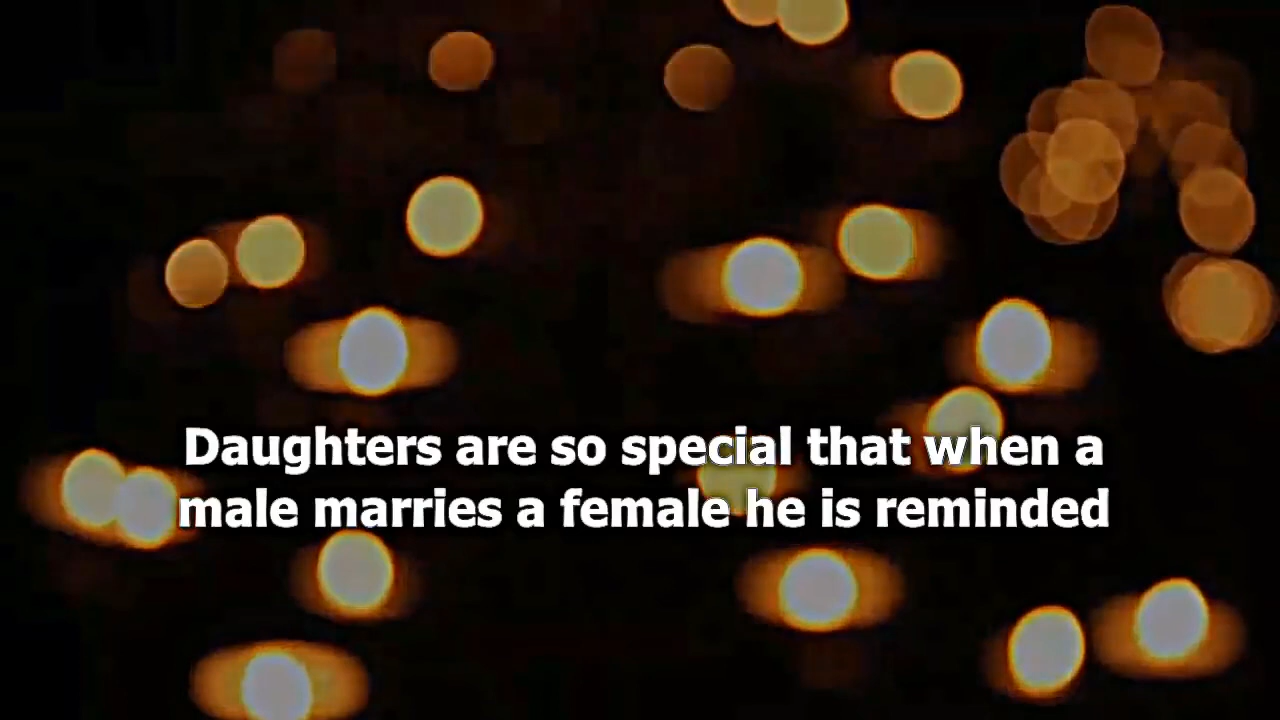 Daughters are so special that when a
male marries a female he is reminded